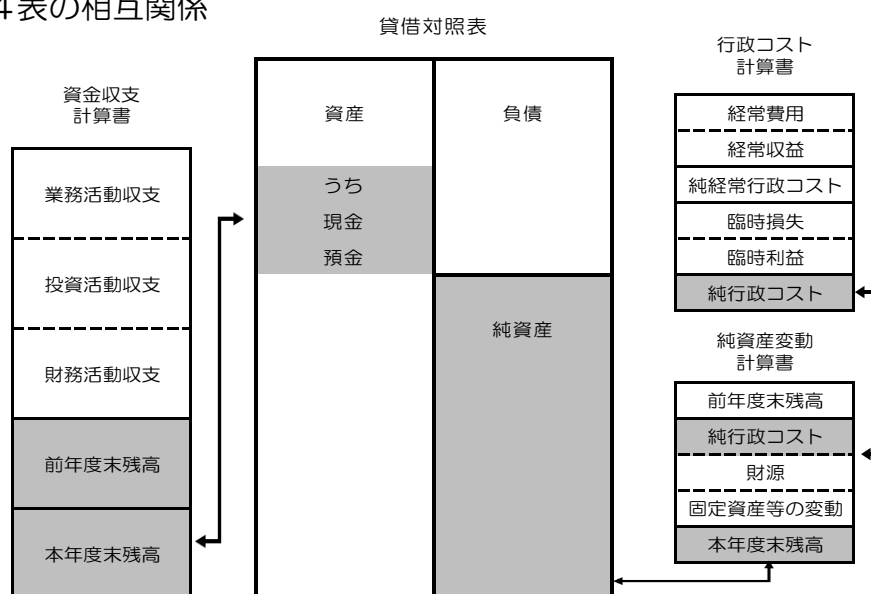 4表の相互関係
貸借対照表
資産
負債
うち
現金
預金
純資産
資金収支
計算書
業務活動収支
投資活動収支
財務活動収支
前年度末残高
本年度末残高
行政コスト
計算書
経常費用
経常収益
純経常行政コスト
臨時損失
臨時利益
純行政コスト
純資産変動
計算書
前年度末残高
純行政コスト
財源
固定資産等の変動
本年度末残高